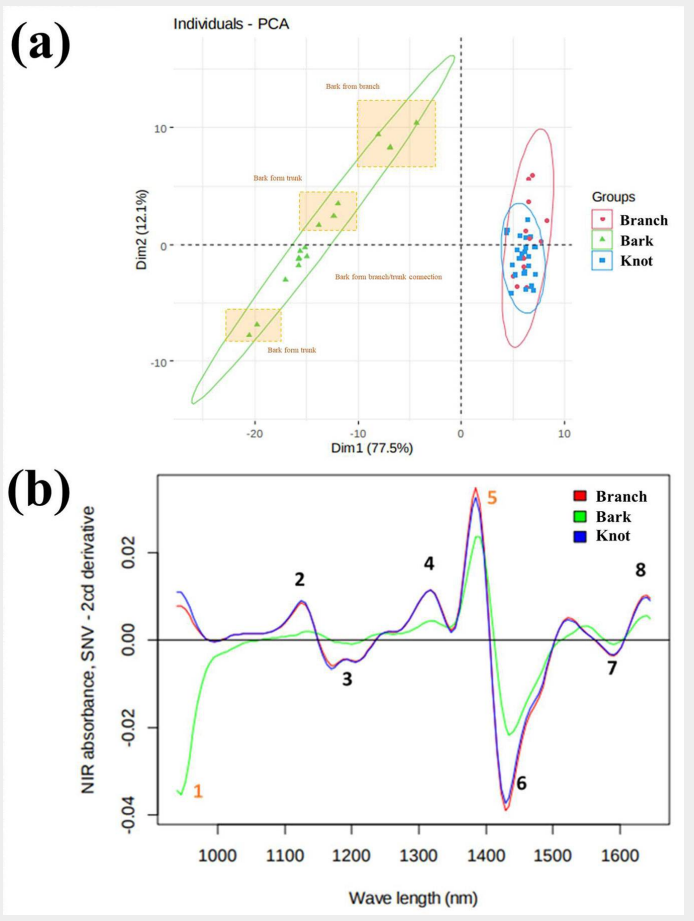 (a)
Individuals - PCA
Bark from branch
10
Bark form trunk
Groups
Branch
Bark
Knot
Dim2 (12.1%)
0
Bark form branch/trunk connection
Bark form trunk
-10
-20
-10
0
10
Dim1 (77.5%)
(b)
5
Branch
Bark
Knot
NIR absorbance, SNV - 2cd derivative
0.02
4
2
8
0.00
3
7
-0.02
1
6
-0.04
1000
1100
1200
1300
1400
1500
1600
Wave length (nm)